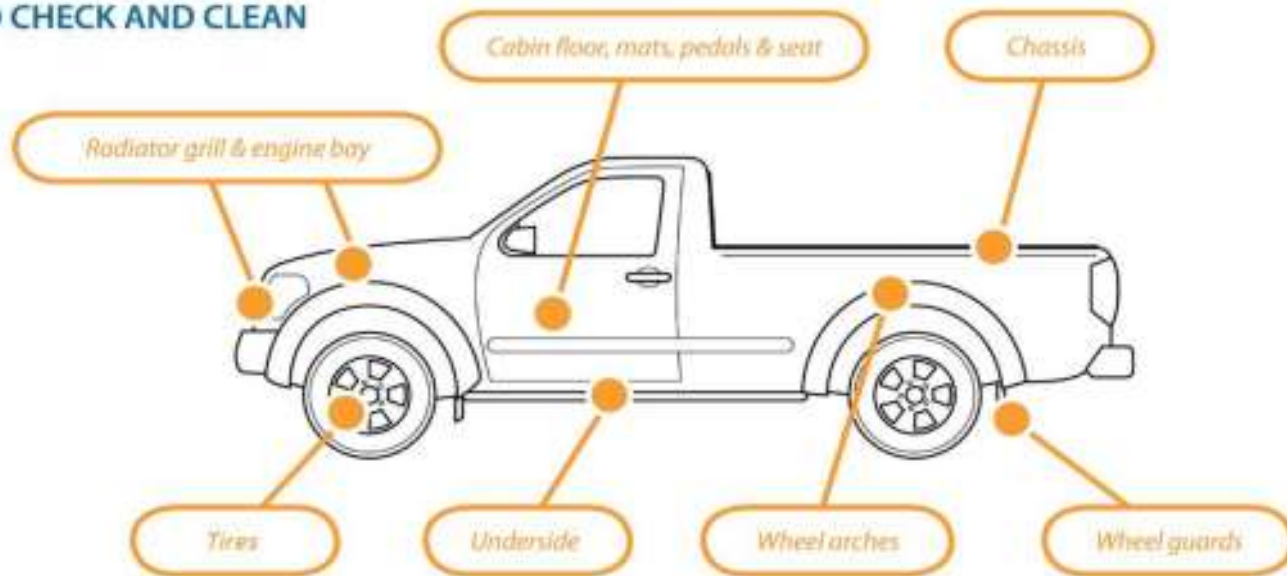 CHECK AND CLEAN
Cabin floor, mats, pedals & seat
Chassis
Radiator grill & engine bay
Tires
Underside
Wheel arches
Wheel guards